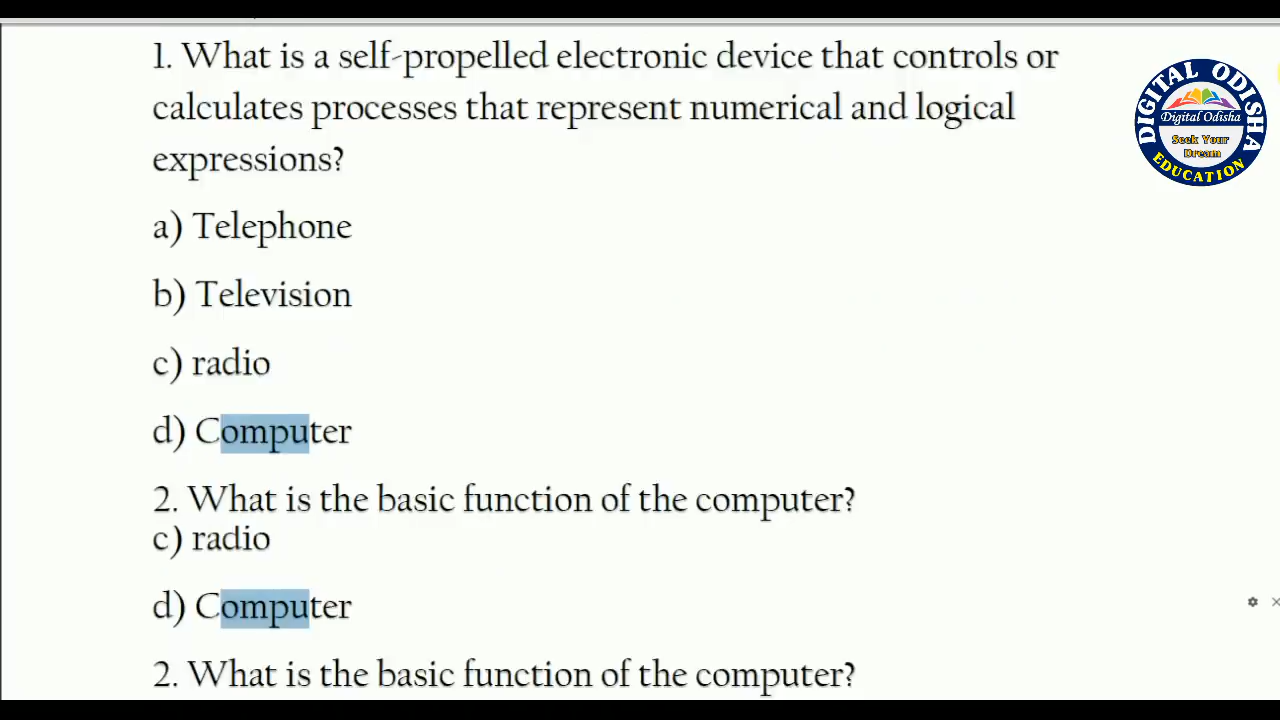 1. What is a self-propelled electronic device that controls or
calculates processes that represent numerical and logical
expressions?
a) Telephone
b) Television
c) radio
d) Computer
2. What is the basic function of the computer?
c) radio
d) Computer
2. What is the basic function of the computer?
DIGITAL ODISHA
Digital Odisha
Seek Your
Dream
EDUCATION